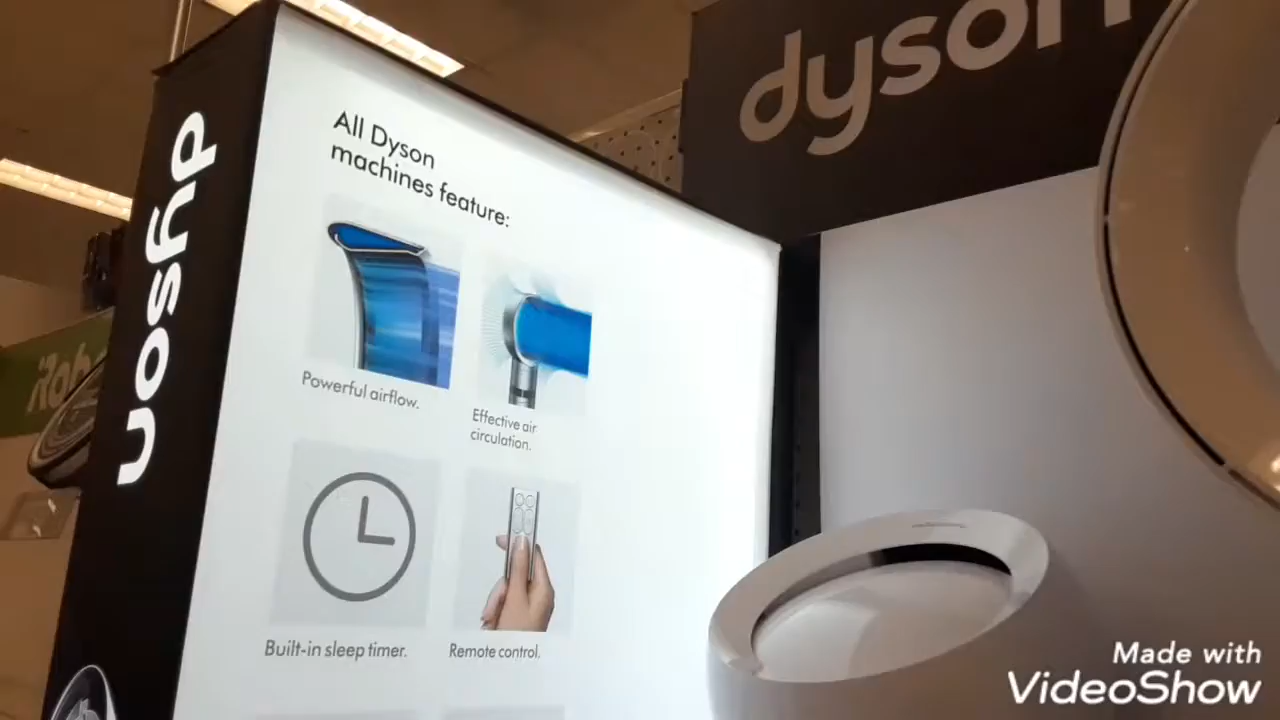 dyson
dyson
All Dyson
machines feature:
Powerful airflow.
Effective air
circulation.
Built-in sleep timer.
Remote control.
Made with
VideoShow